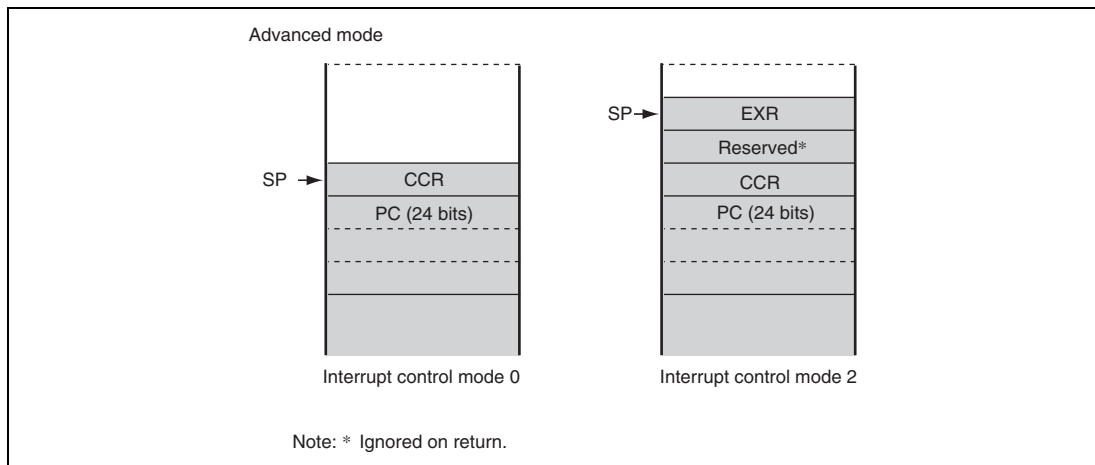 Advanced mode
SP
CCR
PC (24 bits)
Interrupt control mode 0
SP
EXR
Reserved*
CCR
PC (24 bits)
Interrupt control mode 2
Note: * Ignored on return.